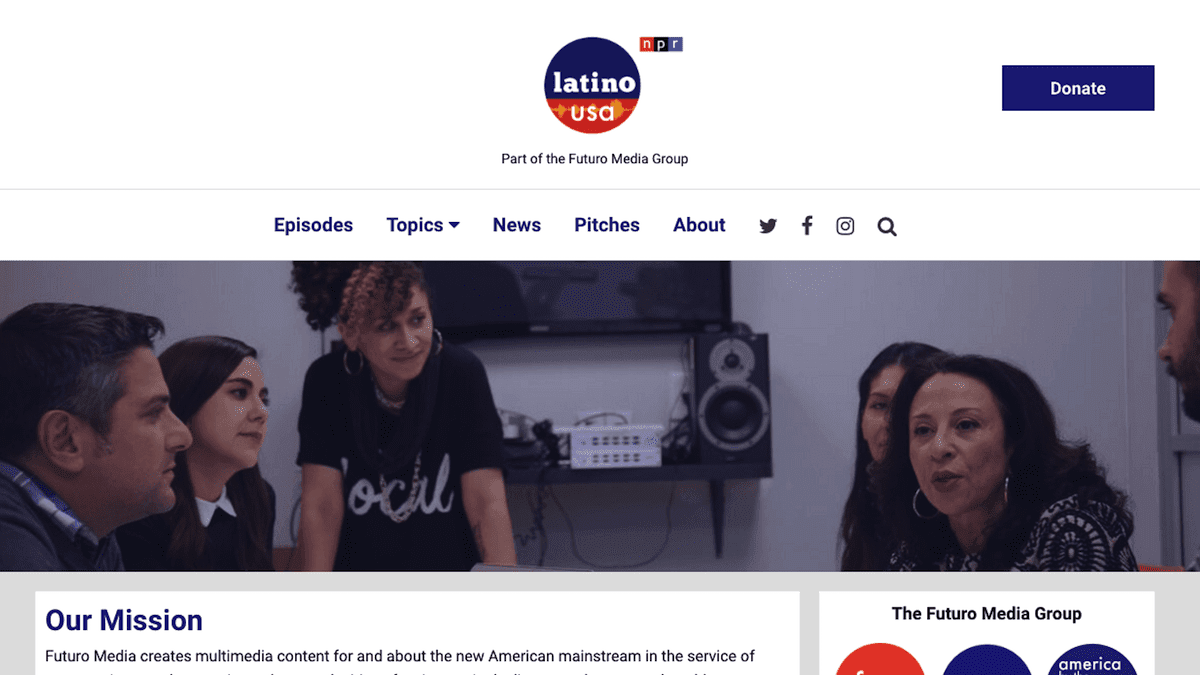 npr
latino
usa
Part of the Futuro Media Group
Donate
Episodes
Topics
News
Pitches
About
local
Our Mission
Futuro Media creates multimedia content for and about the new American mainstream in the service of
The Futuro Media Group
america